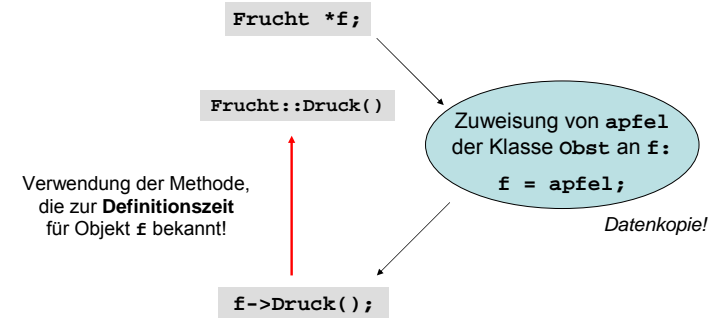 Frucht *f;
Frucht::Druck()
Zuweisung von apfel
der Klasse Obst an f:
f = apfel;
Verwendung der Methode,
die zur Definitionszeit
für Objekt f bekannt!
Datenkopie!
f->Druck();